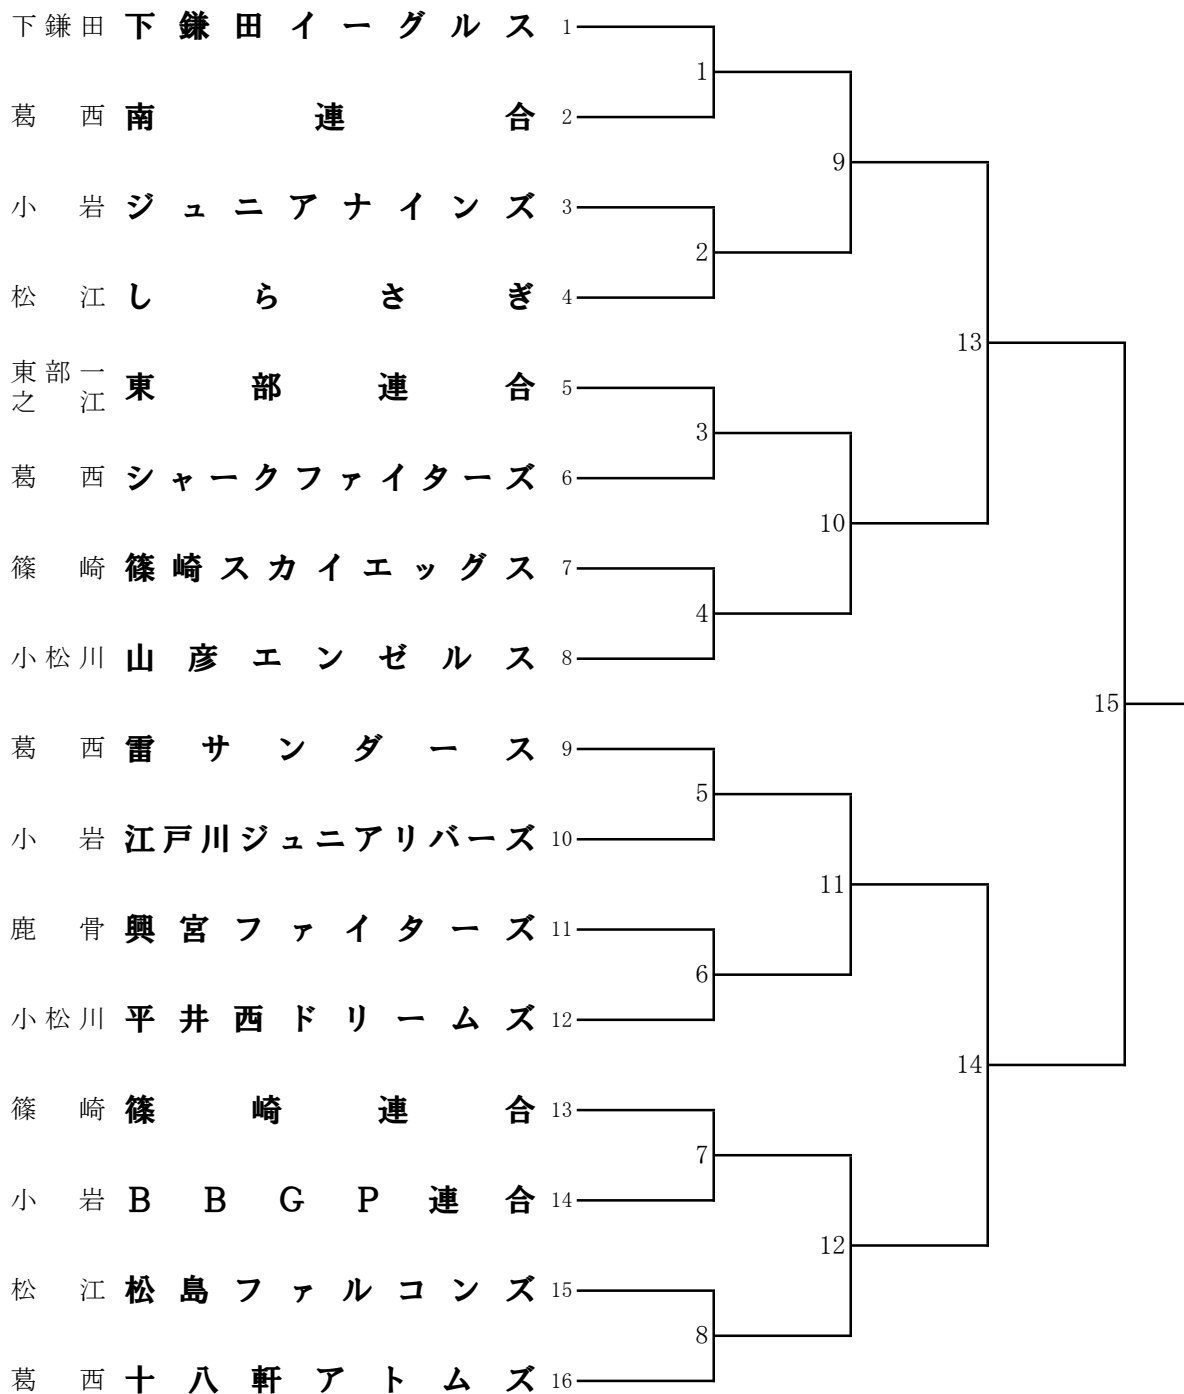 下鎌田 下鎌田イーグルス 1
1
葛西 南連合 2
9
小岩 ジュニアナインズ 3
2
松江 しらさぎ 4
13
東部一之江 東部連合 5
3
葛西 シャークファイターズ 6
10
篠崎 篠崎スカイエッグス 7
4
小松川 山彦エンゼルス 8
15
葛西 雷サンダース 9
5
小岩 江戸川ジュニアリバーズ 10
11
鹿骨 興宮ファイターズ 11
6
小松川 平井西ドリームズ 12
14
篠崎 篠崎連合 13
7
小岩 BBGP連合 14
12
松江 松島ファルコンズ 15
8
葛西 十八軒アトムズ 16